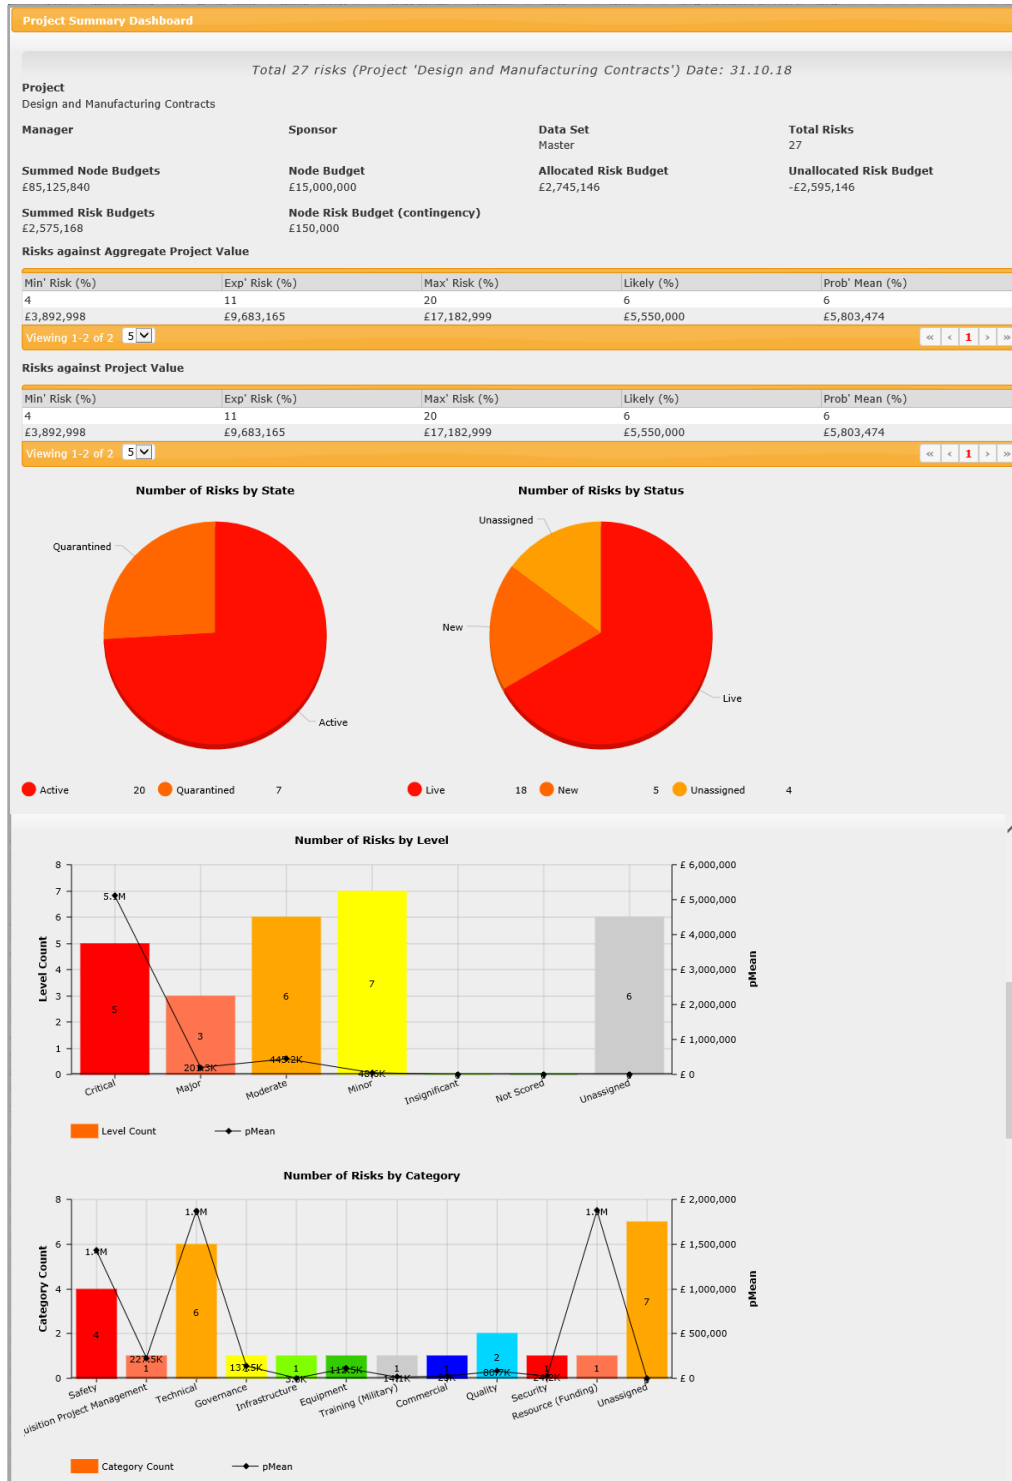 Project Summary Dashboard
Total 27 risks (Project 'Design and Manufacturing Contracts') Date: 31.10.18
Project
Design and Manufacturing Contracts
Manager Sponsor Data Set Total Risks
Master 27
Summed Node Budgets Node Budget Allocated Risk Budget Unallocated Risk Budget
£85,125,840 £15,000,000 £2,745,146 -£2,595,146
Summed Risk Budgets Node Risk Budget (contingency)
£2,575,168 £150,000
Risks against Aggregate Project Value
Min' Risk (%) Exp' Risk (%) Max' Risk (%) Likely (%) Prob' Mean (%)
4 11 20 6 6
£3,892,998 £9,683,165 £17,182,999 £5,550,000 £5,803,474
Viewing 1-2 of 2 5 « ‹ 1 › »
Risks against Project Value
Min' Risk (%) Exp' Risk (%) Max' Risk (%) Likely (%) Prob' Mean (%)
4 11 20 6 6
£3,892,998 £9,683,165 £17,182,999 £5,550,000 £5,803,474
Viewing 1-2 of 2 5 « ‹ 1 › »
Number of Risks by State Number of Risks by Status
Unassigned
Quarantined
New
Live
Active
Active 20 Quarantined 7 Live 18 New 5 Unassigned 4
Number of Risks by Level
8 £ 6,000,000
7 £ 5,000,000
6 £ 4,000,000
5 £ 3,000,000
4 £ 2,000,000
3 £ 1,000,000
2 £ 0
1
0
Level Count
pMean
5 3 6 7 6
Critical Major Moderate Minor Insignificant Not Scored Unassigned
Level Count pMean
Number of Risks by Category
8 £ 2,000,000
6 £ 1,500,000
4 £ 1,000,000
2 £ 500,000
0 £ 0
Category Count
pMean
4 1 6 1 1 1 2 1 1 7
227.5K 137.5K 112.5K
Safety uisition Project Management Technical Governance Infrastructure Equipment Training (Military) Commercial Quality Security Resource (Funding) Unassigned
Category Count pMean